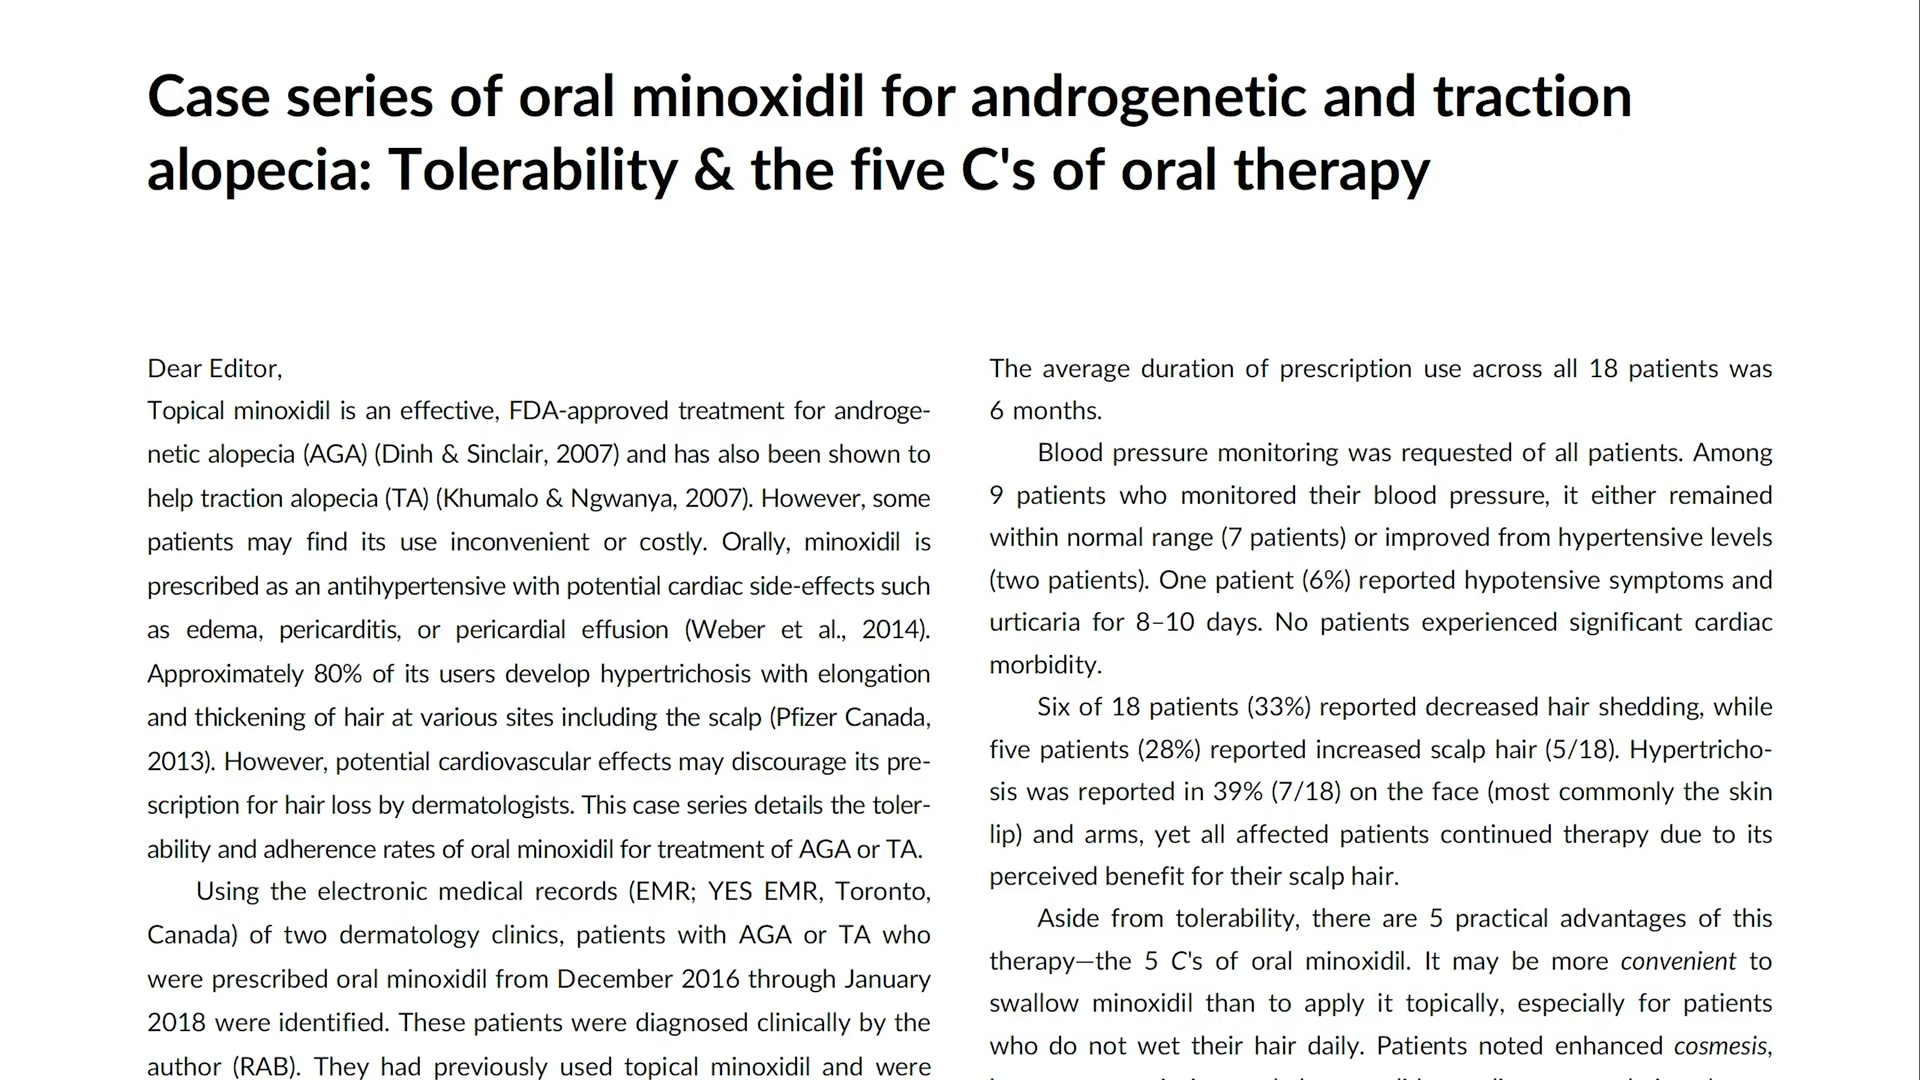 Case series of oral minoxidil for androgenetic and traction
alopecia: Tolerability & the five C's of oral therapy
Dear Editor,
Topical minoxidil is an effective, FDA-approved treatment for androge-
netic alopecia (AGA) (Dinh & Sinclair, 2007) and has also been shown to
help traction alopecia (TA) (Khumalo & Ngwanya, 2007). However, some
patients may find its use inconvenient or costly. Orally, minoxidil is
prescribed as an antihypertensive with potential cardiac side-effects such
as edema, pericarditis, or pericardial effusion (Weber et al., 2014).
Approximately 80% of its users develop hypertrichosis with elongation
and thickening of hair at various sites including the scalp (Pfizer Canada,
2013). However, potential cardiovascular effects may discourage its pre-
scription for hair loss by dermatologists. This case series details the toler-
ability and adherence rates of oral minoxidil for treatment of AGA or TA.
Using the electronic medical records (EMR; YES EMR, Toronto,
Canada) of two dermatology clinics, patients with AGA or TA who
were prescribed oral minoxidil from December 2016 through January
2018 were identified. These patients were diagnosed clinically by the
author (RAB). They had previously used topical minoxidil and were
The average duration of prescription use across all 18 patients was
6 months.
Blood pressure monitoring was requested of all patients. Among
9 patients who monitored their blood pressure, it either remained
within normal range (7 patients) or improved from hypertensive levels
(two patients). One patient (6%) reported hypotensive symptoms and
urticaria for 8–10 days. No patients experienced significant cardiac
morbidity.
Six of 18 patients (33%) reported decreased hair shedding, while
five patients (28%) reported increased scalp hair (5/18). Hypertricho-
sis was reported in 39% (7/18) on the face (most commonly the skin
lip) and arms, yet all affected patients continued therapy due to its
perceived benefit for their scalp hair.
Aside from tolerability, there are 5 practical advantages of this
therapy—the 5 C's of oral minoxidil. It may be more convenient to
swallow minoxidil than to apply it topically, especially for patients
who do not wet their hair daily. Patients noted enhanced cosmesis,